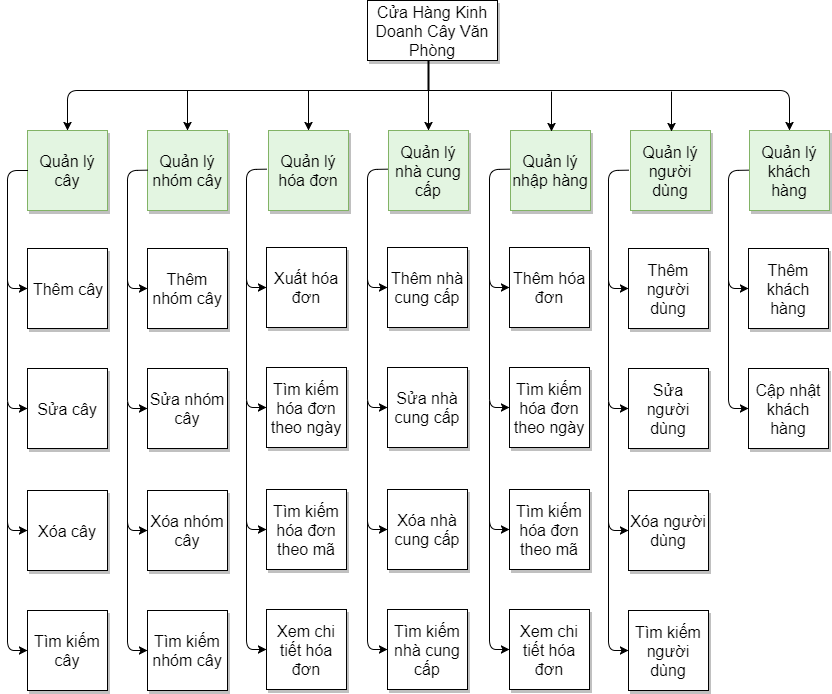 Cửa Hàng Kinh
Doanh Cây Văn
Phòng
Quản lý
cây
Quản lý
nhóm cây
Quản lý
hóa đơn
Quản lý
nhà cung
cấp
Quản lý
nhập hàng
Quản lý
người
dùng
Quản lý
khách
hàng
Thêm cây
Thêm
nhóm cây
Xuất hóa
đơn
Thêm nhà
cung cấp
Thêm hóa
đơn
Thêm
người
dùng
Thêm
khách
hàng
Sửa cây
Sửa nhóm
cây
Tìm kiếm
hóa đơn
theo ngày
Sửa nhà
cung cấp
Tìm kiếm
hóa đơn
theo ngày
Sửa
người
dùng
Cập nhật
khách
hàng
Xóa cây
Xóa nhóm
cây
Tìm kiếm
hóa đơn
theo mã
Xóa nhà
cung cấp
Tìm kiếm
hóa đơn
theo mã
Xóa người
dùng
Tìm kiếm
cây
Tìm kiếm
nhóm cây
Xem chi
tiết hóa
đơn
Tìm kiếm
nhà cung
cấp
Xem chi
tiết hóa
đơn
Tìm kiếm
người
dùng